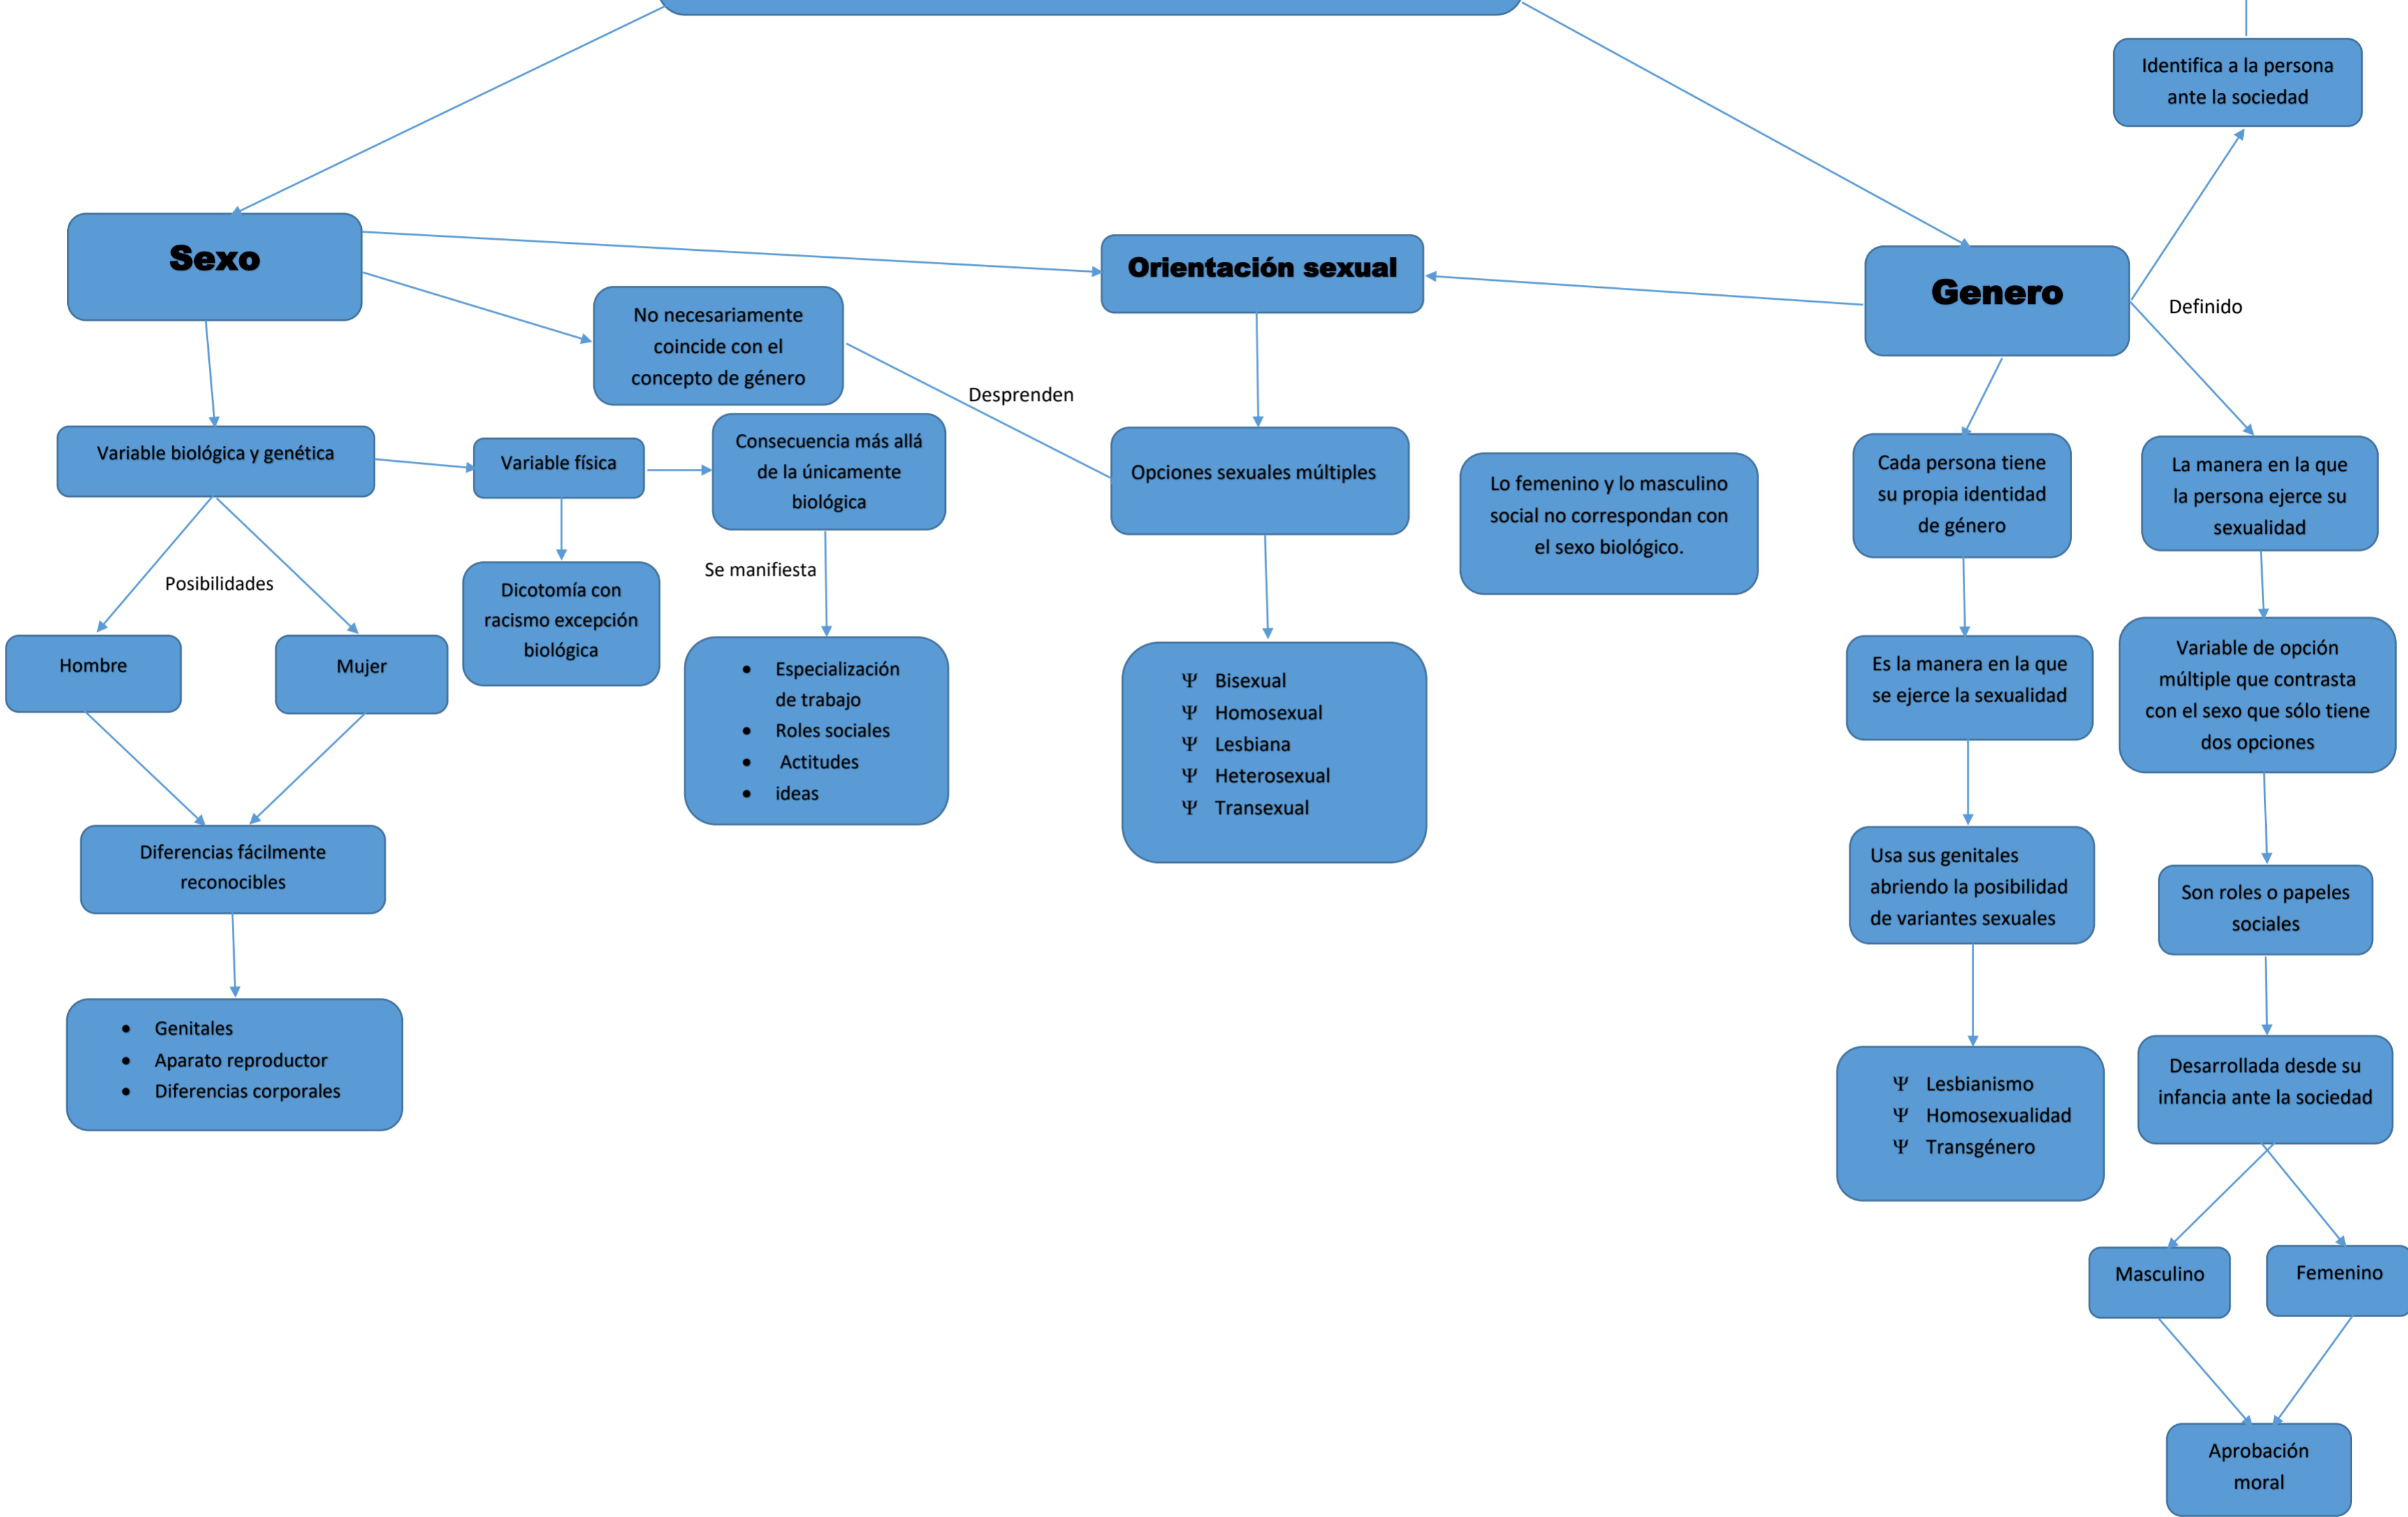 Identifica a la persona
ante la sociedad
Sexo
Orientación sexual
Genero
Definido
No necesariamente
coincide con el
concepto de género
Desprenden
Variable biológica y genética
Variable física
Consecuencia más allá
de la únicamente
biológica
Opciones sexuales múltiples
Lo femenino y lo masculino
social no correspondan con
el sexo biológico.
Cada persona tiene
su propia identidad
de género
La manera en la que
la persona ejerce su
sexualidad
Posibilidades
Se manifiesta
Dicotomía con
racismo excepción
biológica
Hombre
Mujer
• Especialización
de trabajo
• Roles sociales
• Actitudes
• ideas
Ψ Bisexual
Ψ Homosexual
Ψ Lesbiana
Ψ Heterosexual
Ψ Transexual
Es la manera en la que
se ejerce la sexualidad
Variable de opción
múltiple que contrasta
con el sexo que sólo tiene
dos opciones
Diferencias fácilmente
reconocibles
Usa sus genitales
abriendo la posibilidad
de variantes sexuales
Son roles o papeles
sociales
• Genitales
• Aparato reproductor
• Diferencias corporales
Ψ Lesbianismo
Ψ Homosexualidad
Ψ Transgénero
Desarrollada desde su
infancia ante la sociedad
Masculino
Femenino
Aprobación
moral